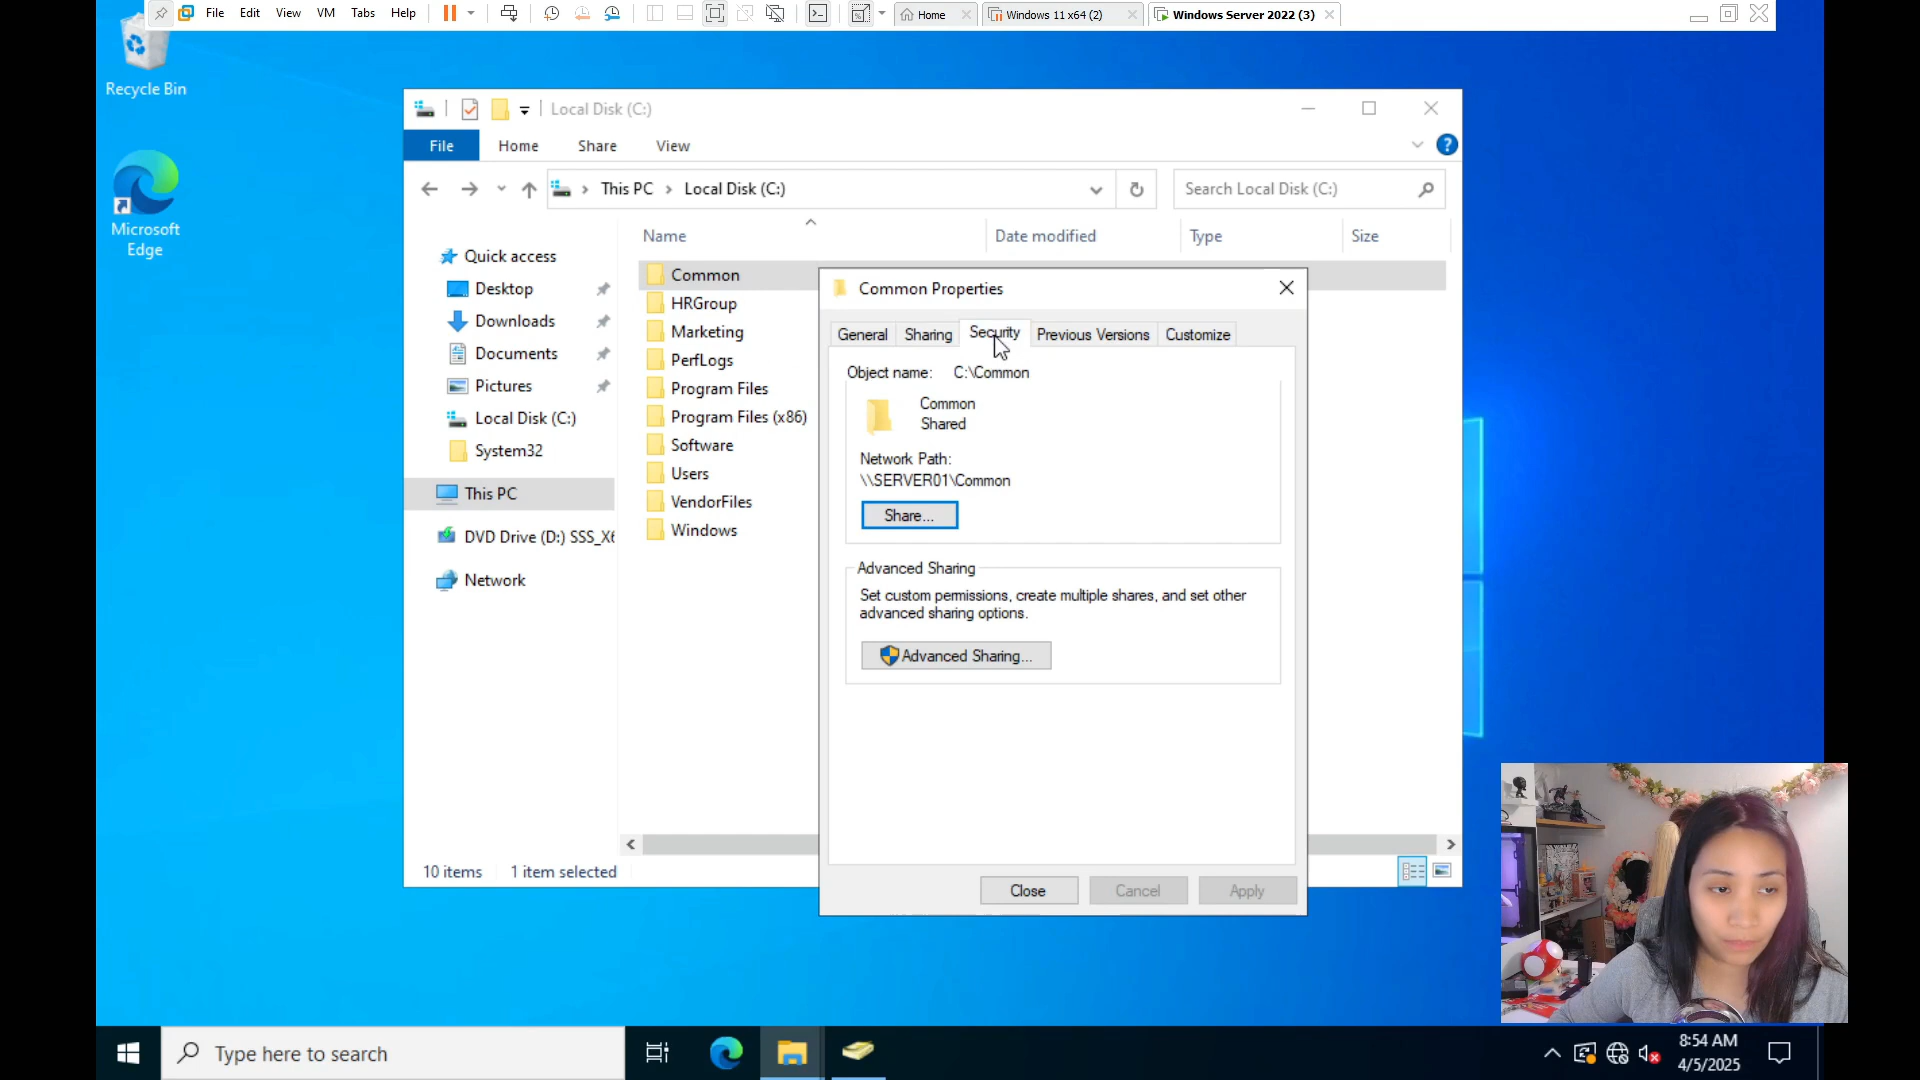 File Edit View VM Tabs Help
Home
Windows 11 x64 (2)
Windows Server 2022 (3)
Recycle Bin
Microsoft
Edge
Local Disk (C:)
File Home Share View
This PC Local Disk (C:)
Search Local Disk (C:)
Name Date modified Type Size
Quick access
Desktop
Downloads
Documents
Pictures
Local Disk (C:)
System32
This PC
DVD Drive (D:) SSS_X6
Network
Common
HRGroup
Marketing
PerfLogs
Program Files
Program Files (x86)
Software
Users
VendorFiles
Windows
10 items 1 item selected
Common Properties
General Sharing Security Previous Versions Customize
Object name: C:\Common
Common
Shared
Network Path:
\\SERVER01\Common
Share...
Advanced Sharing
Set custom permissions, create multiple shares, and set other
advanced sharing options.
Advanced Sharing...
Close Cancel Apply
Type here to search
8:54 AM
4/5/2025